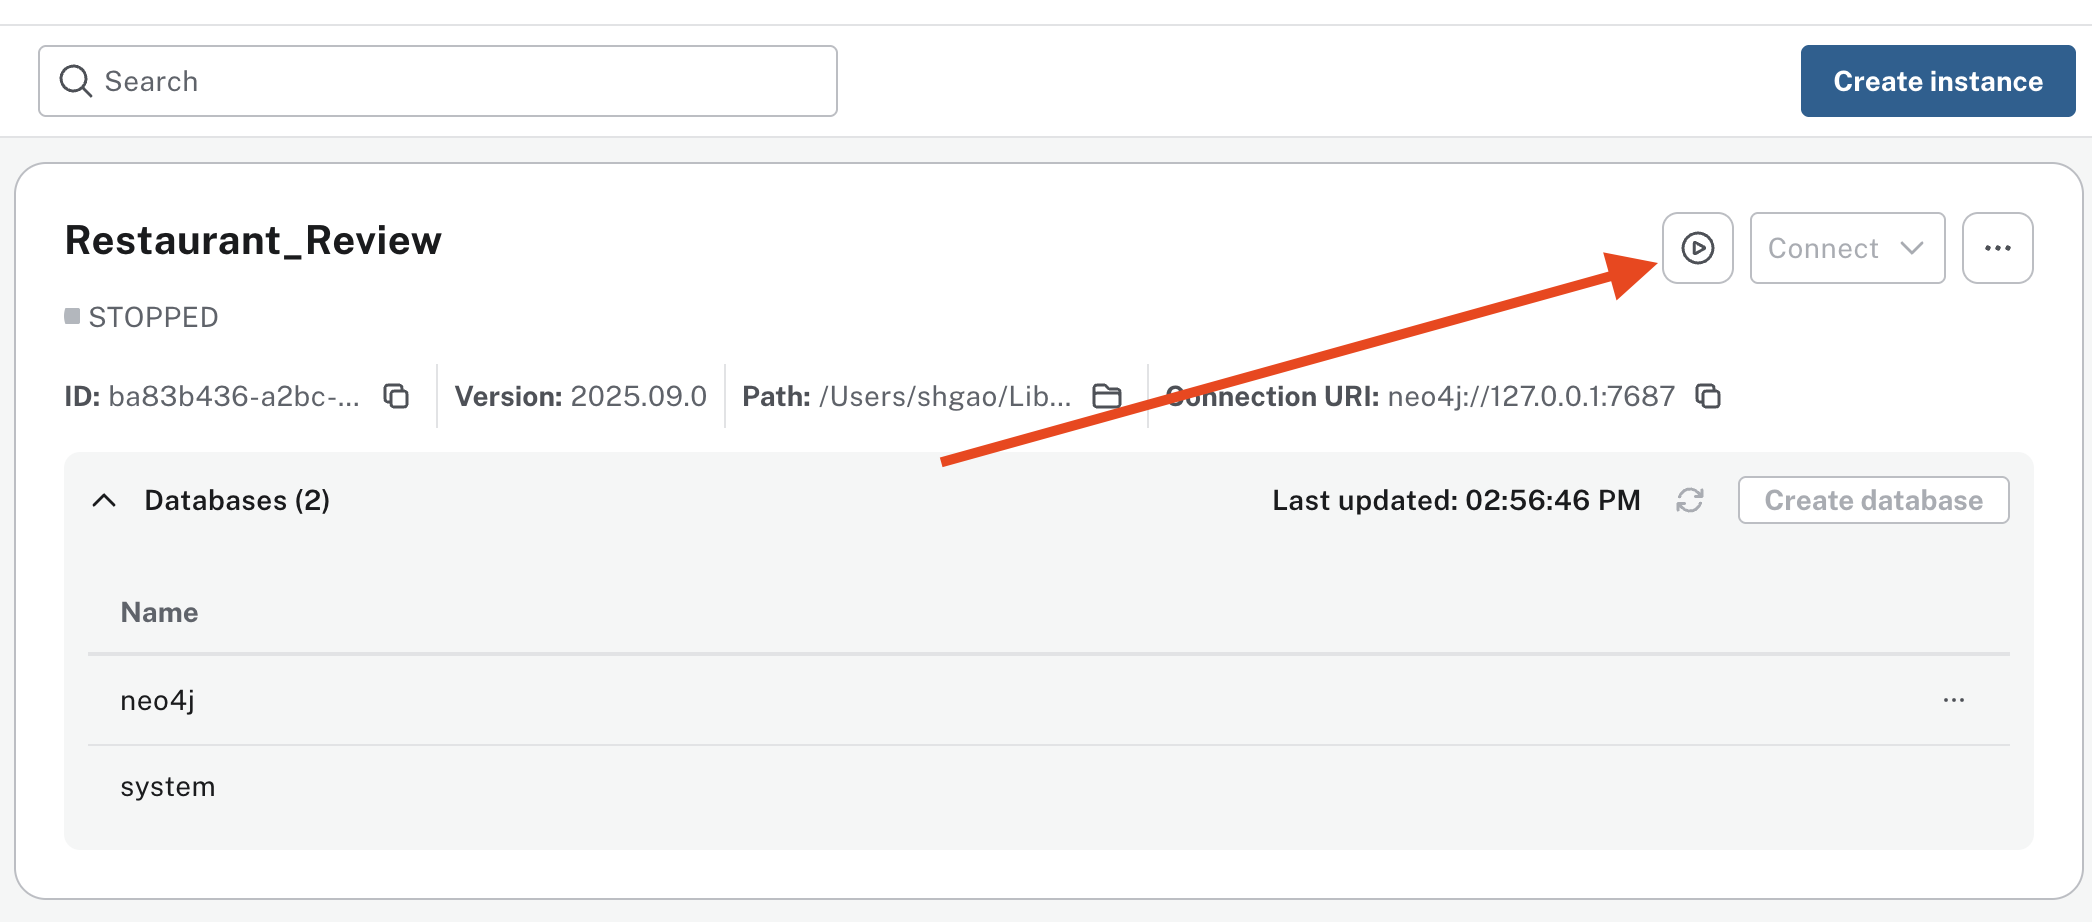 Search
Create instance
Restaurant_Review
Connect
STOPPED
ID: ba83b436-a2bc-...
Version: 2025.09.0
Path: /Users/shgao/Lib...
Connection URI: neo4j://127.0.0.1:7687
Databases (2)
Last updated: 02:56:46 PM
Create database
Name
neo4j
system